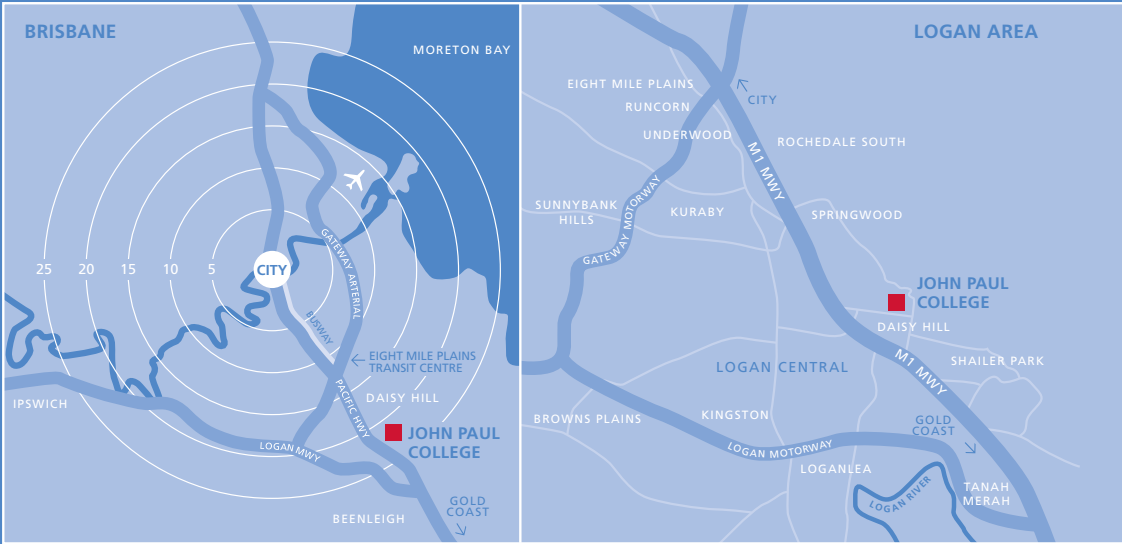 BRISBANE
MORETON BAY
25 20 15 10 5
CITY
GATEWAY ARTERIAL
BUSWAY
EIGHT MILE PLAINS
TRANSIT CENTRE
IPSWICH
PACIFIC HWY
DAISY HILL
JOHN PAUL
COLLEGE
LOGAN MWY
GOLD
COAST
BEENLEIGH
LOGAN AREA
EIGHT MILE PLAINS
CITY
RUNCORN
UNDERWOOD
ROCHEDALE SOUTH
M1 MWY
SUNNYBANK
HILLS
GATEWAY MOTORWAY
KURABY
SPRINGWOOD
JOHN PAUL
COLLEGE
DAISY HILL
M1 MWY
SHAILER PARK
LOGAN CENTRAL
BROWNS PLAINS
KINGSTON
GOLD
COAST
LOGAN MOTORWAY
LOGANLEA
LOGAN RIVER
TANAH
MERAH